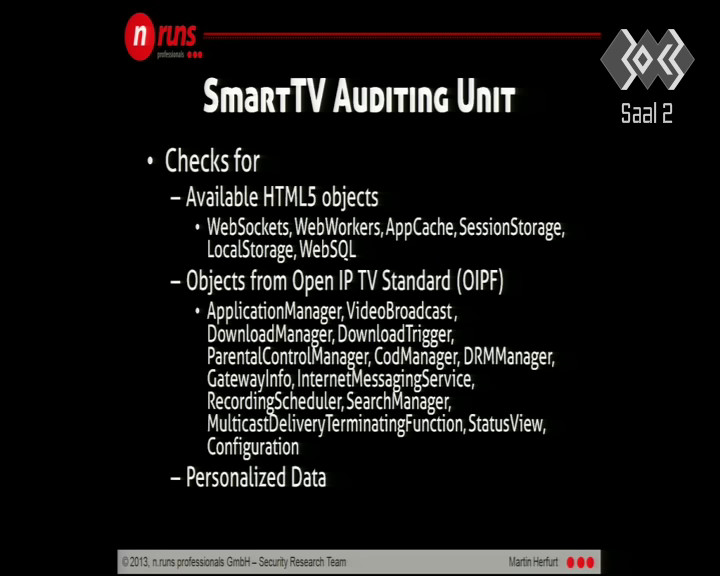 n runs
professionals
Saal 2
SmartTV Auditing Unit
• Checks for
– Available HTML5 objects
• WebSockets, WebWorkers, AppCache, SessionStorage,
LocalStorage, WebSQL
– Objects from Open IP TV Standard (OIPF)
• ApplicationManager, VideoBroadcast ,
DownloadManager, DownloadTrigger,
ParentalControlManager, CodManager, DRMManager,
GatewayInfo, InternetMessagingService,
RecordingScheduler, SearchManager,
MulticastDeliveryTerminatingFunction, StatusView,
Configuration
– Personalized Data
© 2013, n.runs professionals GmbH – Security Research Team
Martin Herfurt